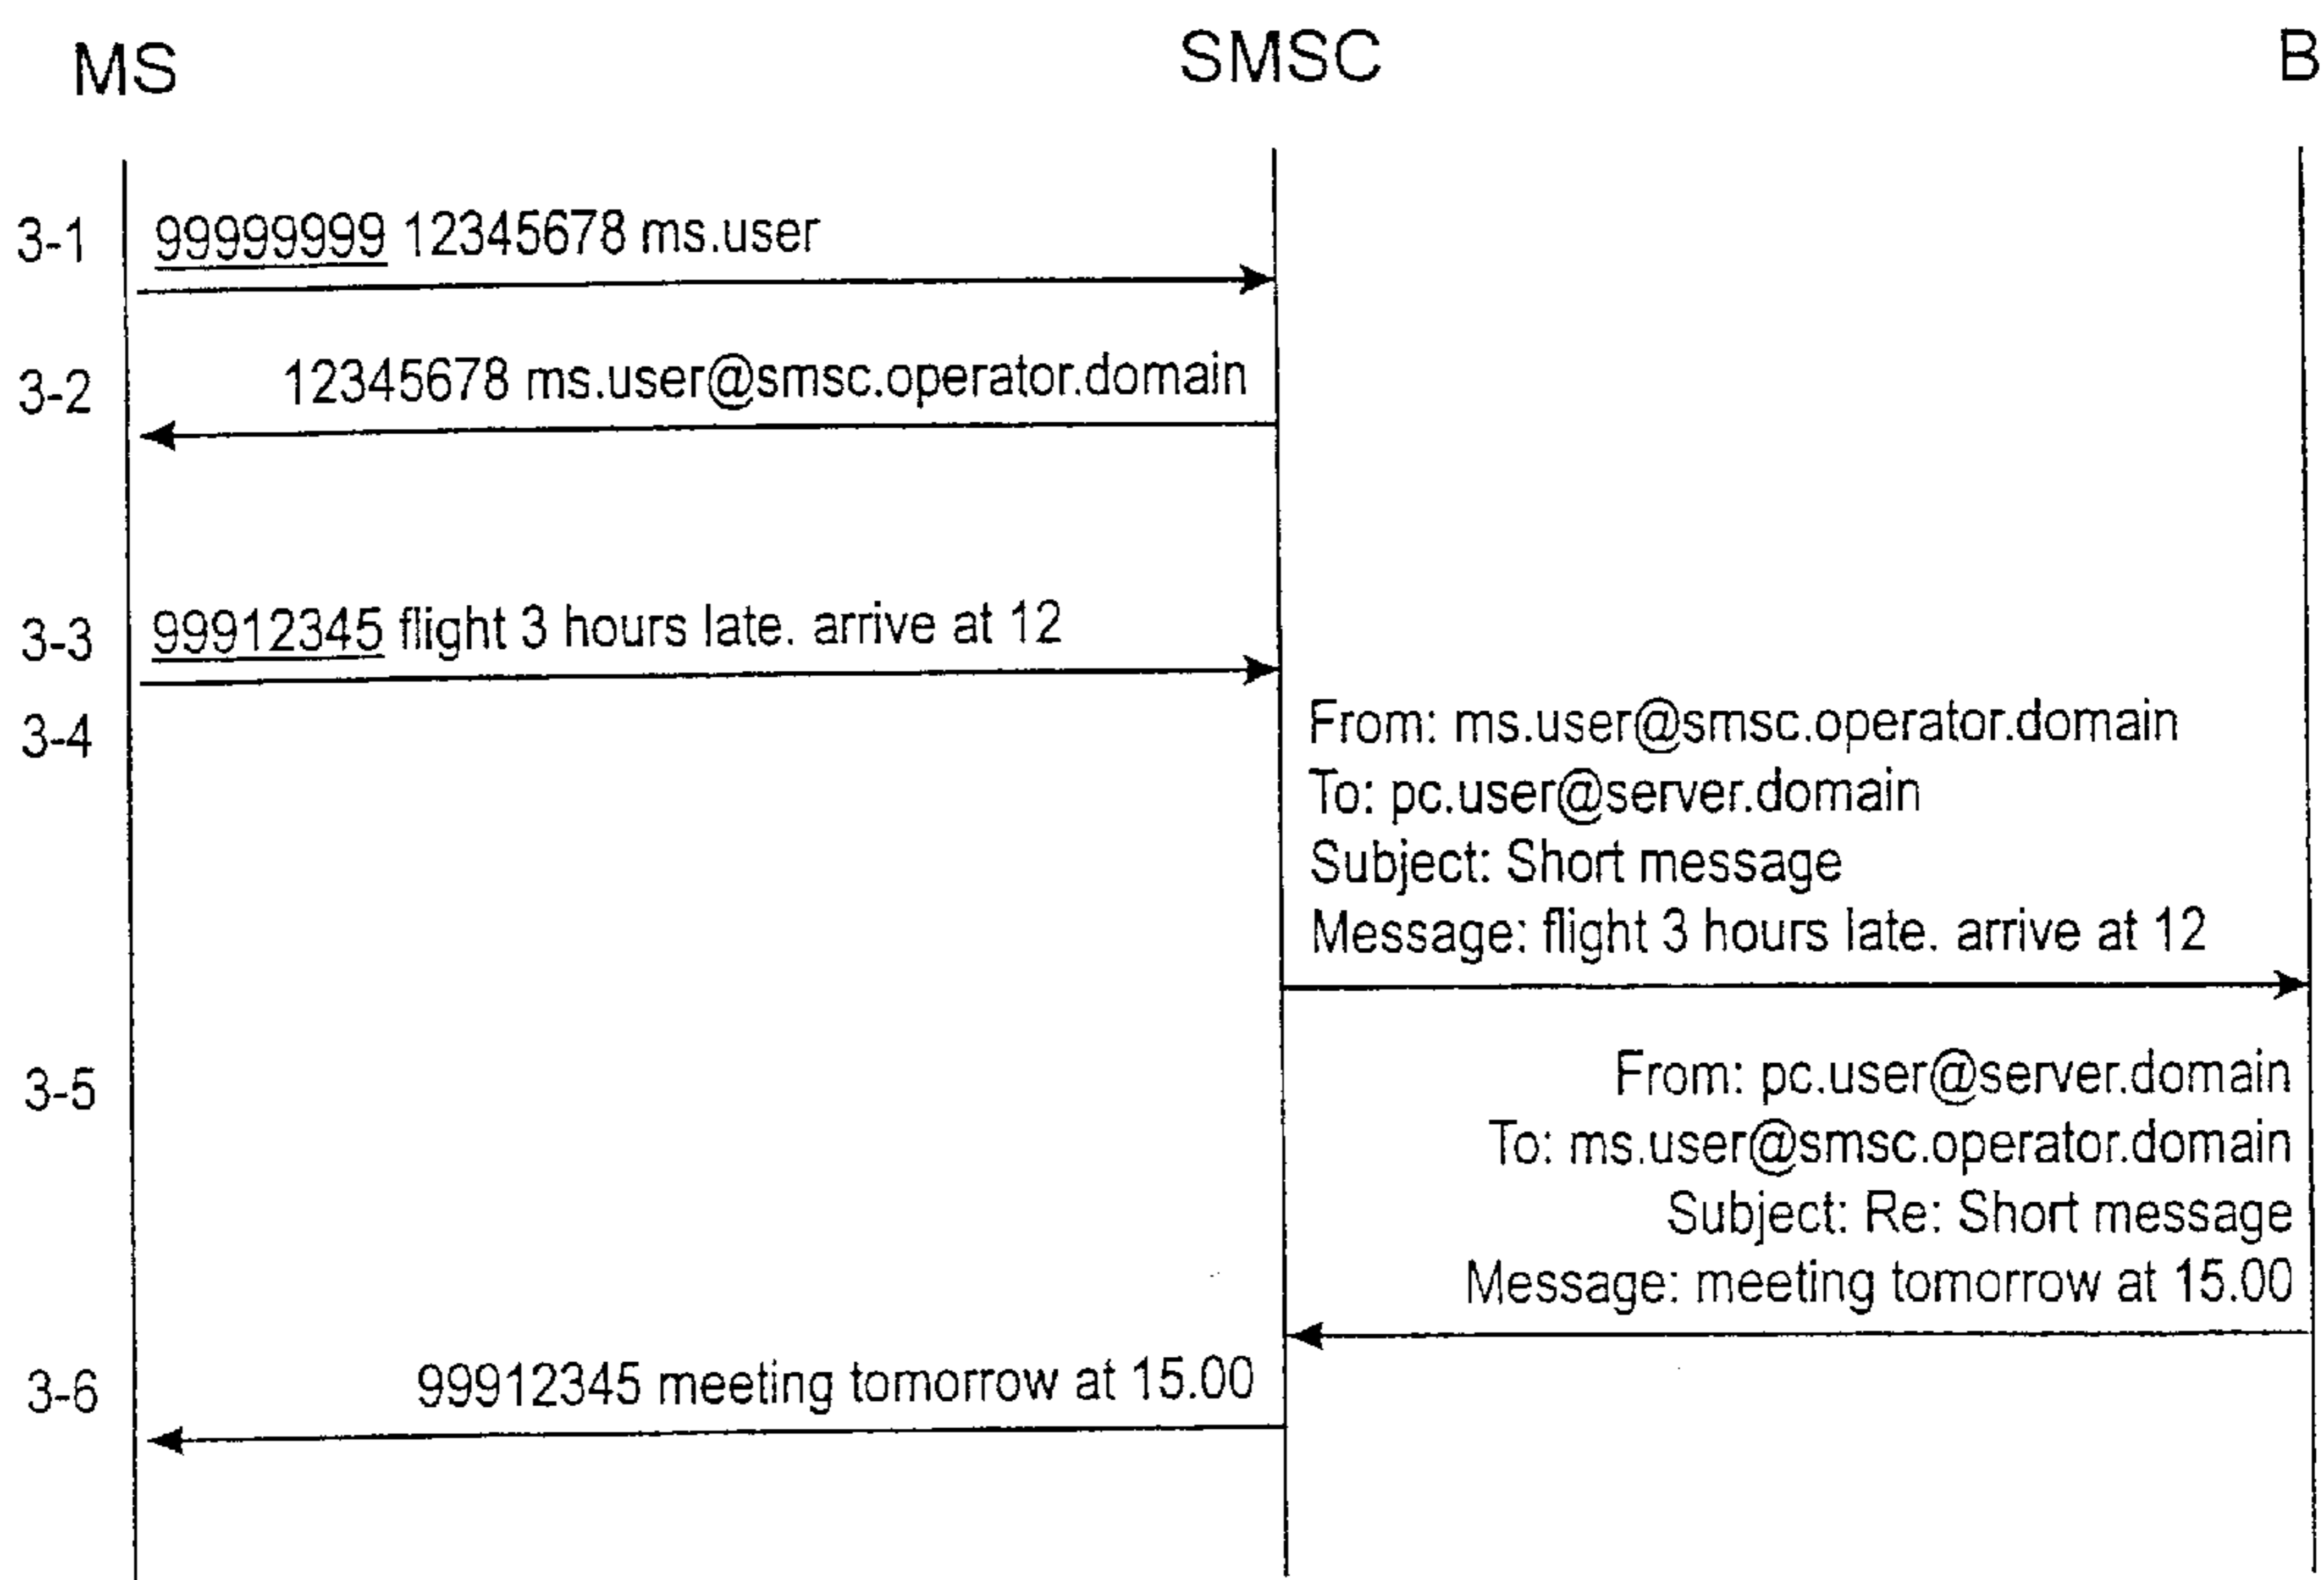 MS SMSC B
3-1 99999999 12345678 ms.user
3-2 12345678 ms.user@smsc.operator.domain
3-3 99912345 flight 3 hours late. arrive at 12
3-4 From: ms.user@smsc.operator.domain
To: pc.user@server.domain
Subject: Short message
Message: flight 3 hours late. arrive at 12
3-5 From: pc.user@server.domain
To: ms.user@smsc.operator.domain
Subject: Re: Short message
Message: meeting tomorrow at 15.00
3-6 99912345 meeting tomorrow at 15.00